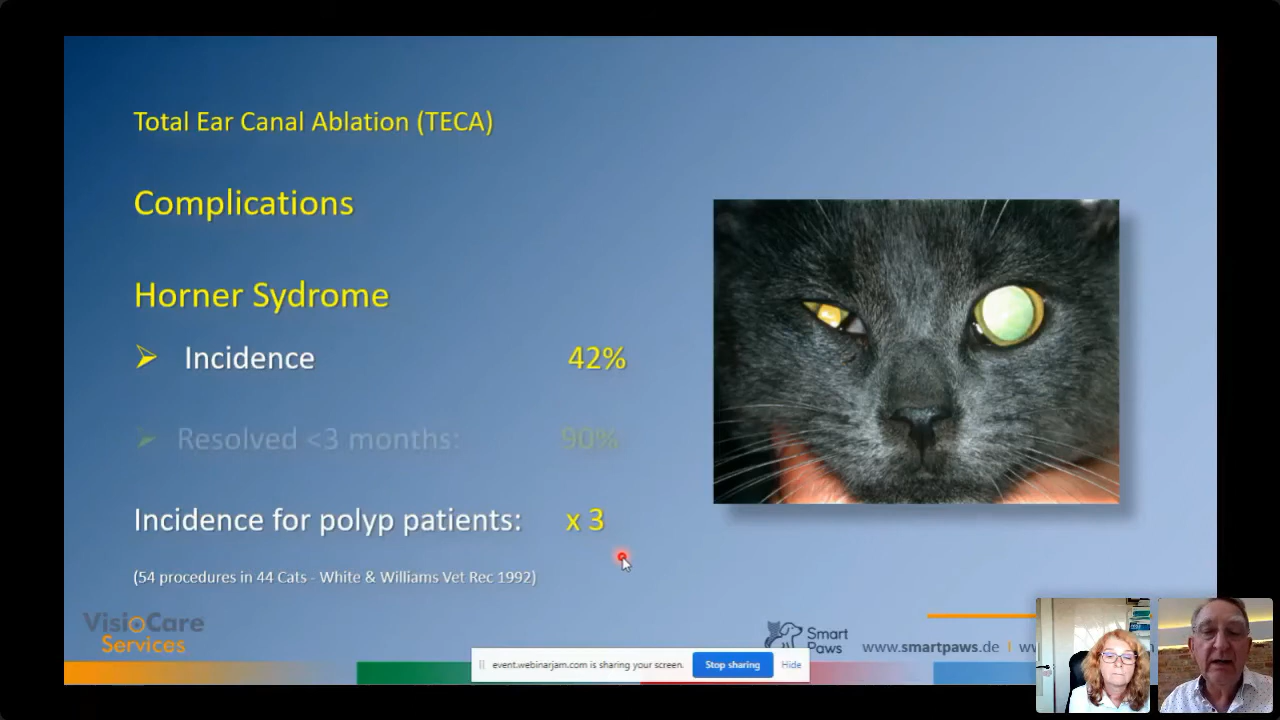 Total Ear Canal Ablation (TECA)
Complications
Horner Sydrome
Incidence 42%
Resolved <3 months: 90%
Incidence for polyp patients: x 3
(54 procedures in 44 Cats - White & Williams Vet Rec 1992)
VisioCare
Services
Smart
Paws
www.smartpaws.de
event.webinarjam.com is sharing your screen.
Stop sharing
Hide